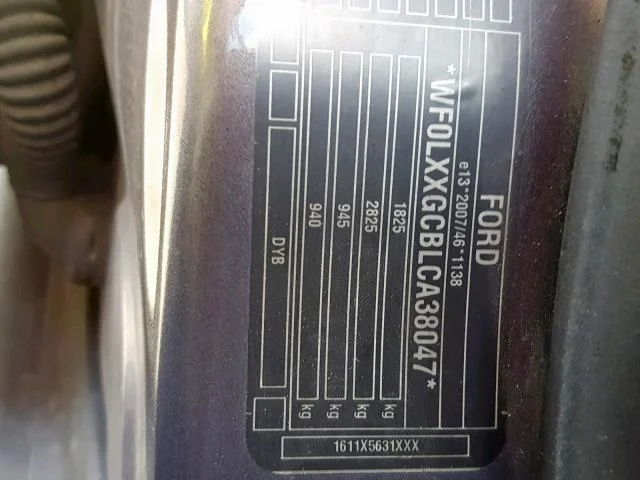 FORD
e13*2007/46*1138
*WF0LXXGCBLCA38047*
1825 kg
2825 kg
945 kg
940 kg
DYB
1611X5631XXX